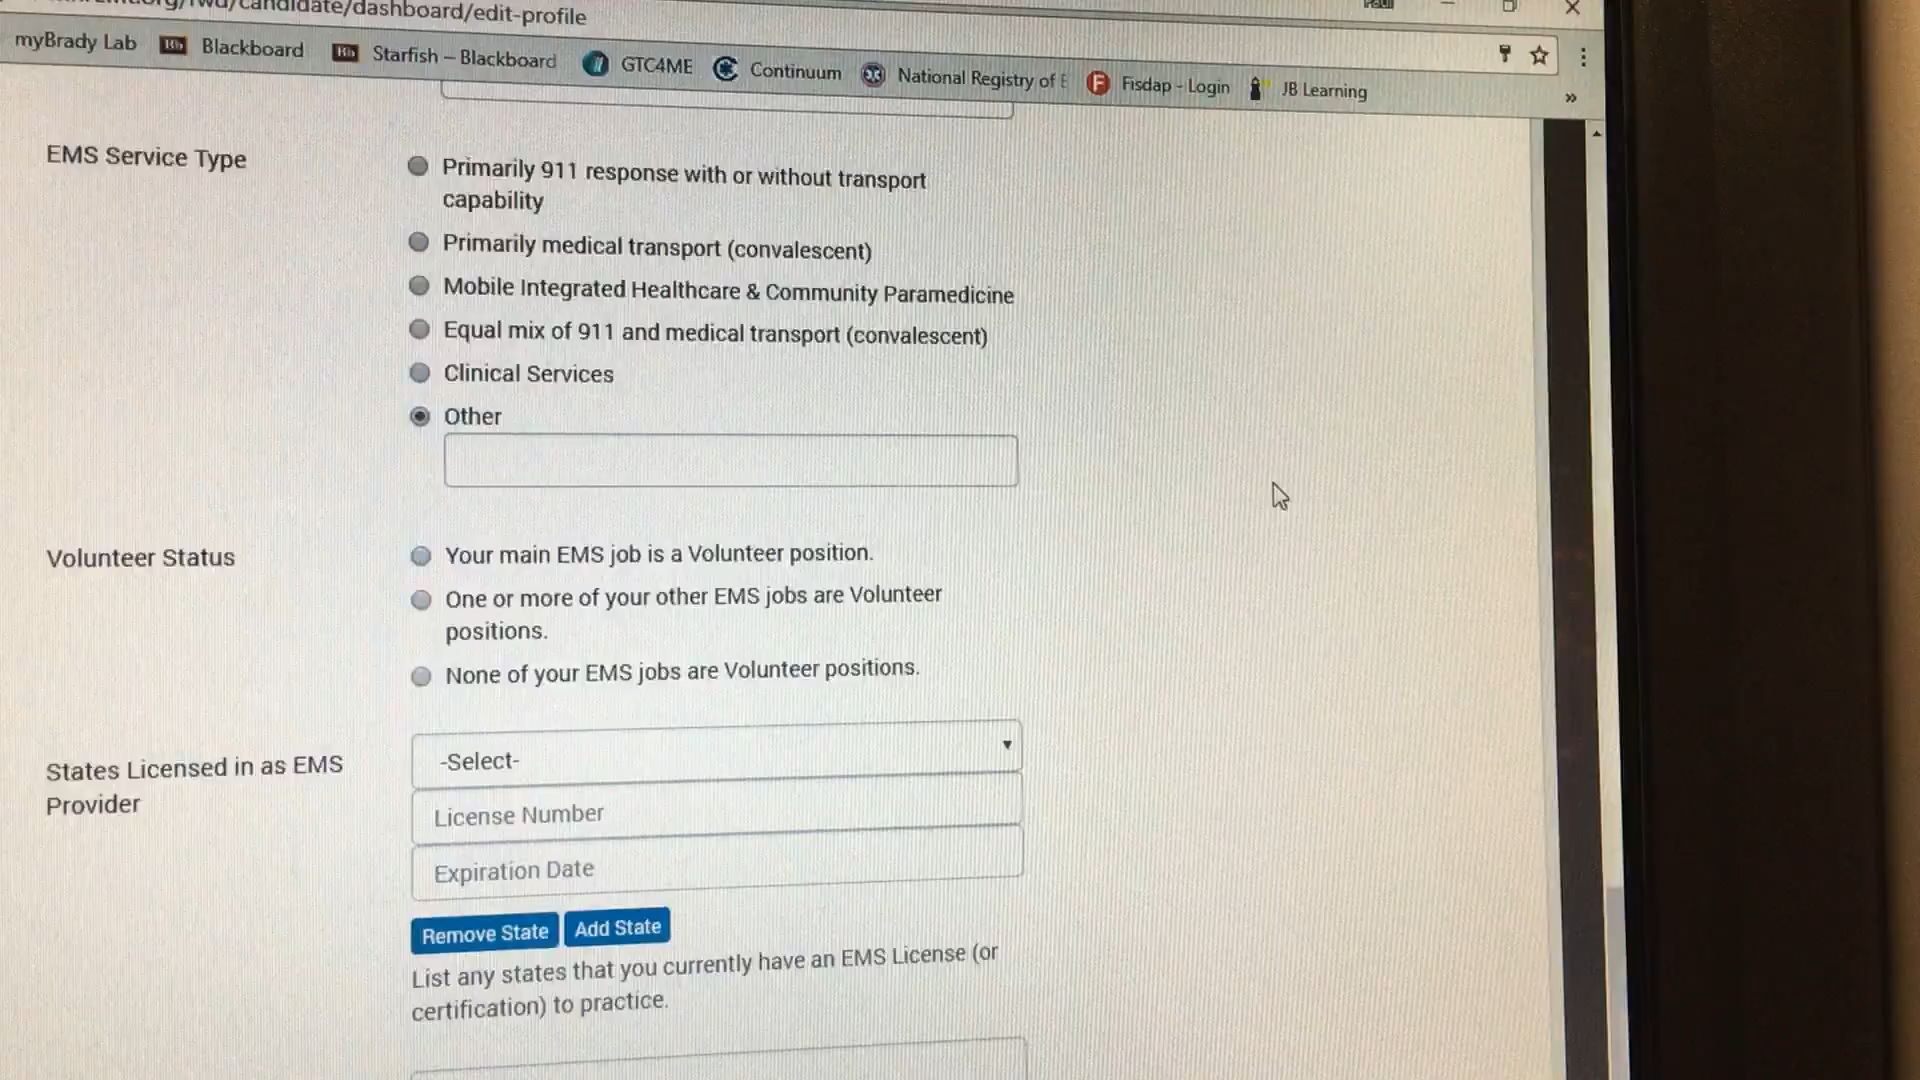 /candidate/dashboard/edit-profile
myBrady Lab Bb Blackboard Bb Starfish – Blackboard GTC4ME Continuum National Registry of E F Fisdap - Login JB Learning »
EMS Service Type
Primarily 911 response with or without transport
capability
Primarily medical transport (convalescent)
Mobile Integrated Healthcare & Community Paramedicine
Equal mix of 911 and medical transport (convalescent)
Clinical Services
Other
Volunteer Status
Your main EMS job is a Volunteer position.
One or more of your other EMS jobs are Volunteer
positions.
None of your EMS jobs are Volunteer positions.
States Licensed in as EMS
Provider
-Select-
License Number
Expiration Date
Remove State Add State
List any states that you currently have an EMS License (or
certification) to practice.